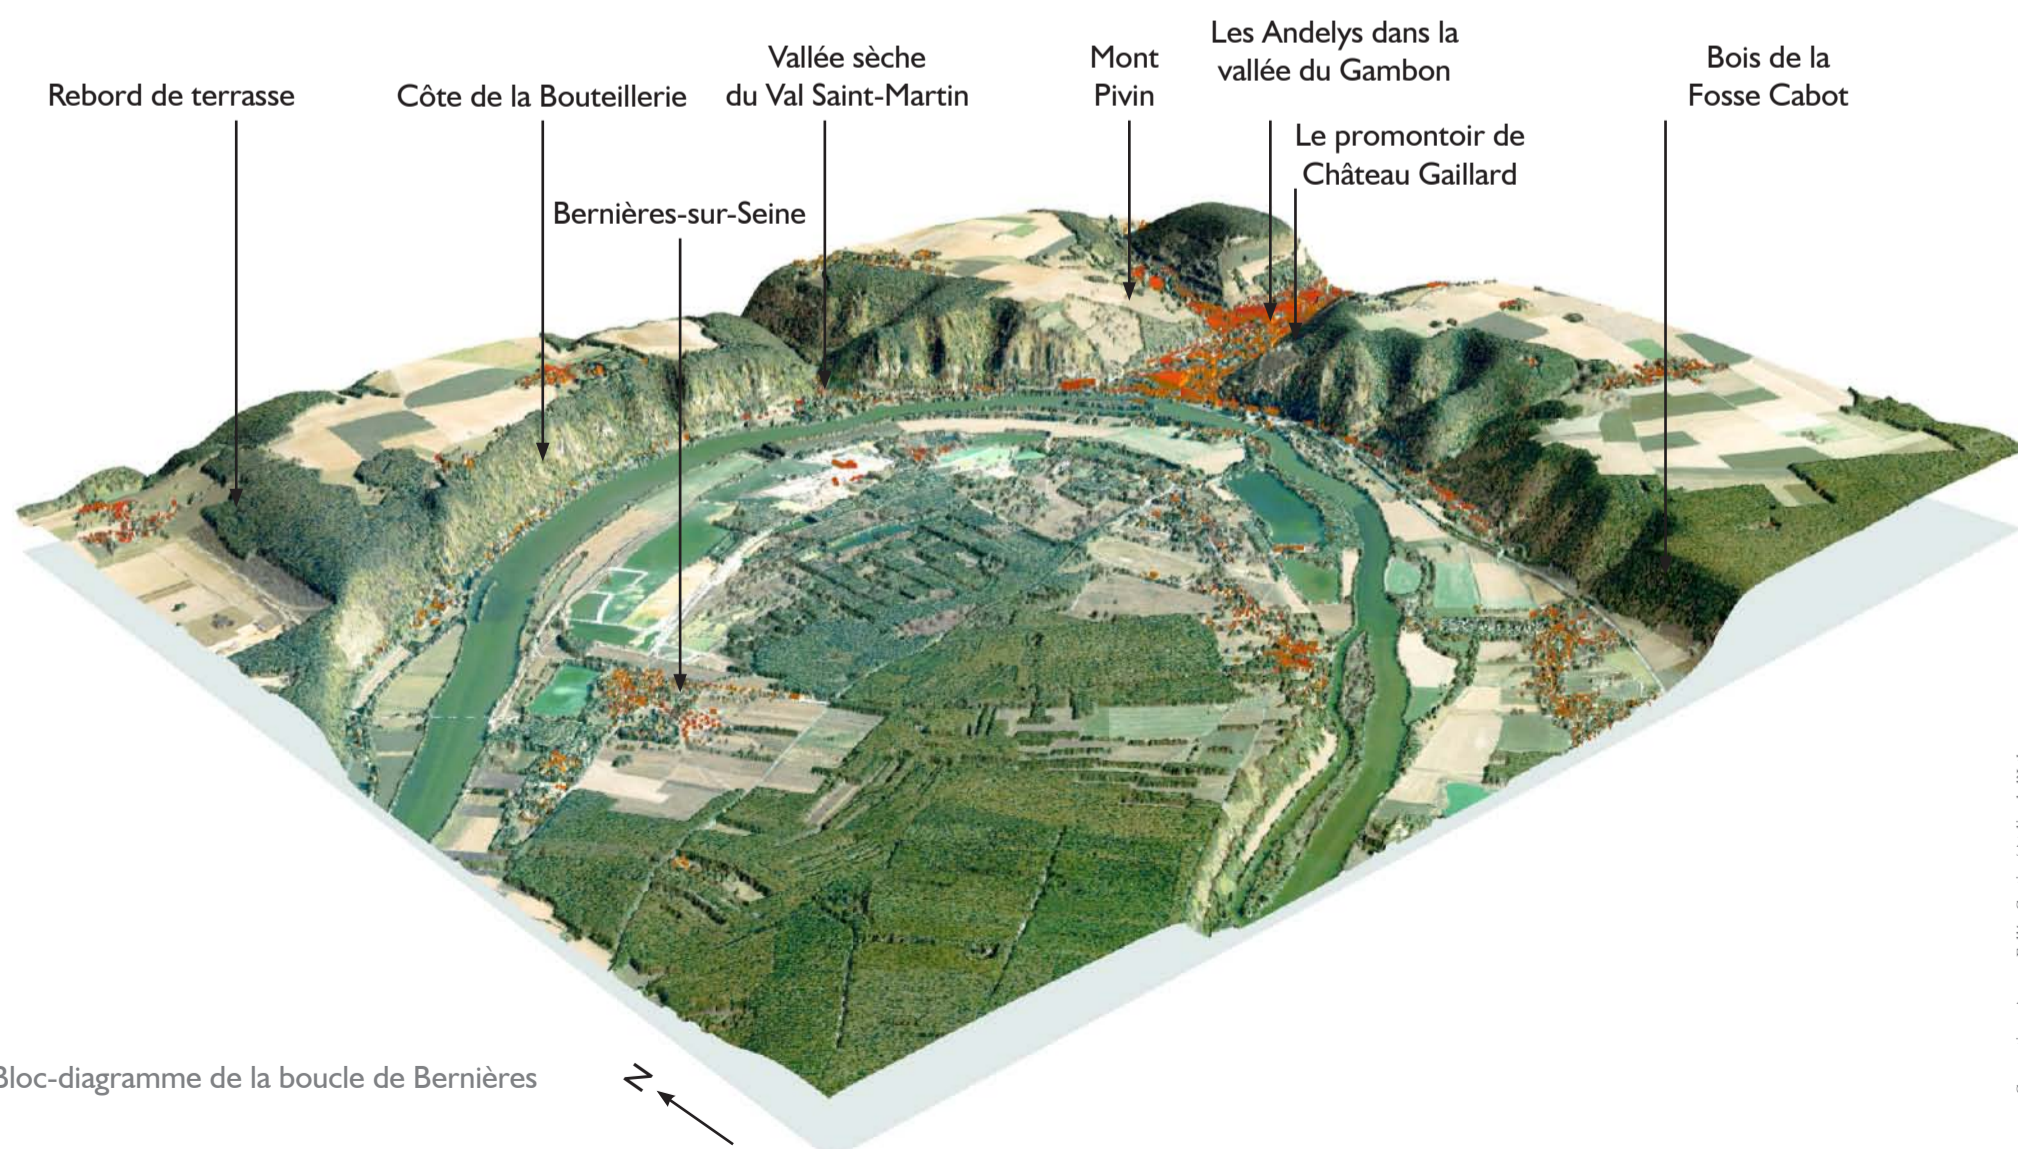 Rebord de terrasse
Côte de la Bouteillerie
Bernières-sur-Seine
Vallée sèche
du Val Saint-Martin
Mont
Pivin
Les Andelys dans la
vallée du Gambon
Le promontoir de
Château Gaillard
Bois de la
Fosse Cabot
Bloc-diagramme de la boucle de Bernières
N